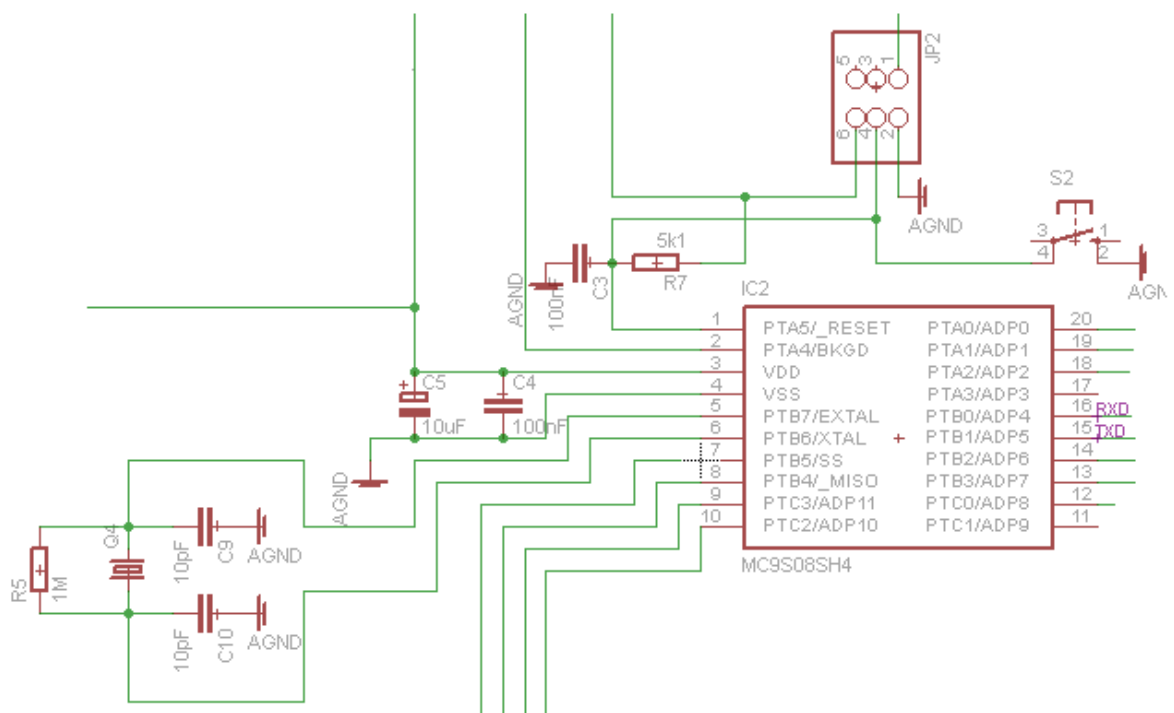 JP2
5 3 1
6 4 2
AGND
S2
3 1
4 2
AGN
5k1
R7
C3
100nF
AGND
IC2
1 PTA5/_RESET PTA0/ADP0 20
2 PTA4/BKGD PTA1/ADP1 19
3 VDD PTA2/ADP2 18
4 VSS PTA3/ADP3 17
5 PTB7/EXTAL PTB0/ADP4 16 RXD
6 PTB6/XTAL PTB1/ADP5 15 TXD
7 PTB5/SS PTB2/ADP6 14
8 PTB4/_MISO PTB3/ADP7 13
9 PTC3/ADP11 PTC0/ADP8 12
10 PTC2/ADP10 PTC1/ADP9 11
MC9S08SH4
C5
10uF
C4
100nF
AGND
Q4
R5
1M
10pF
C9
AGND
10pF
C10
AGND